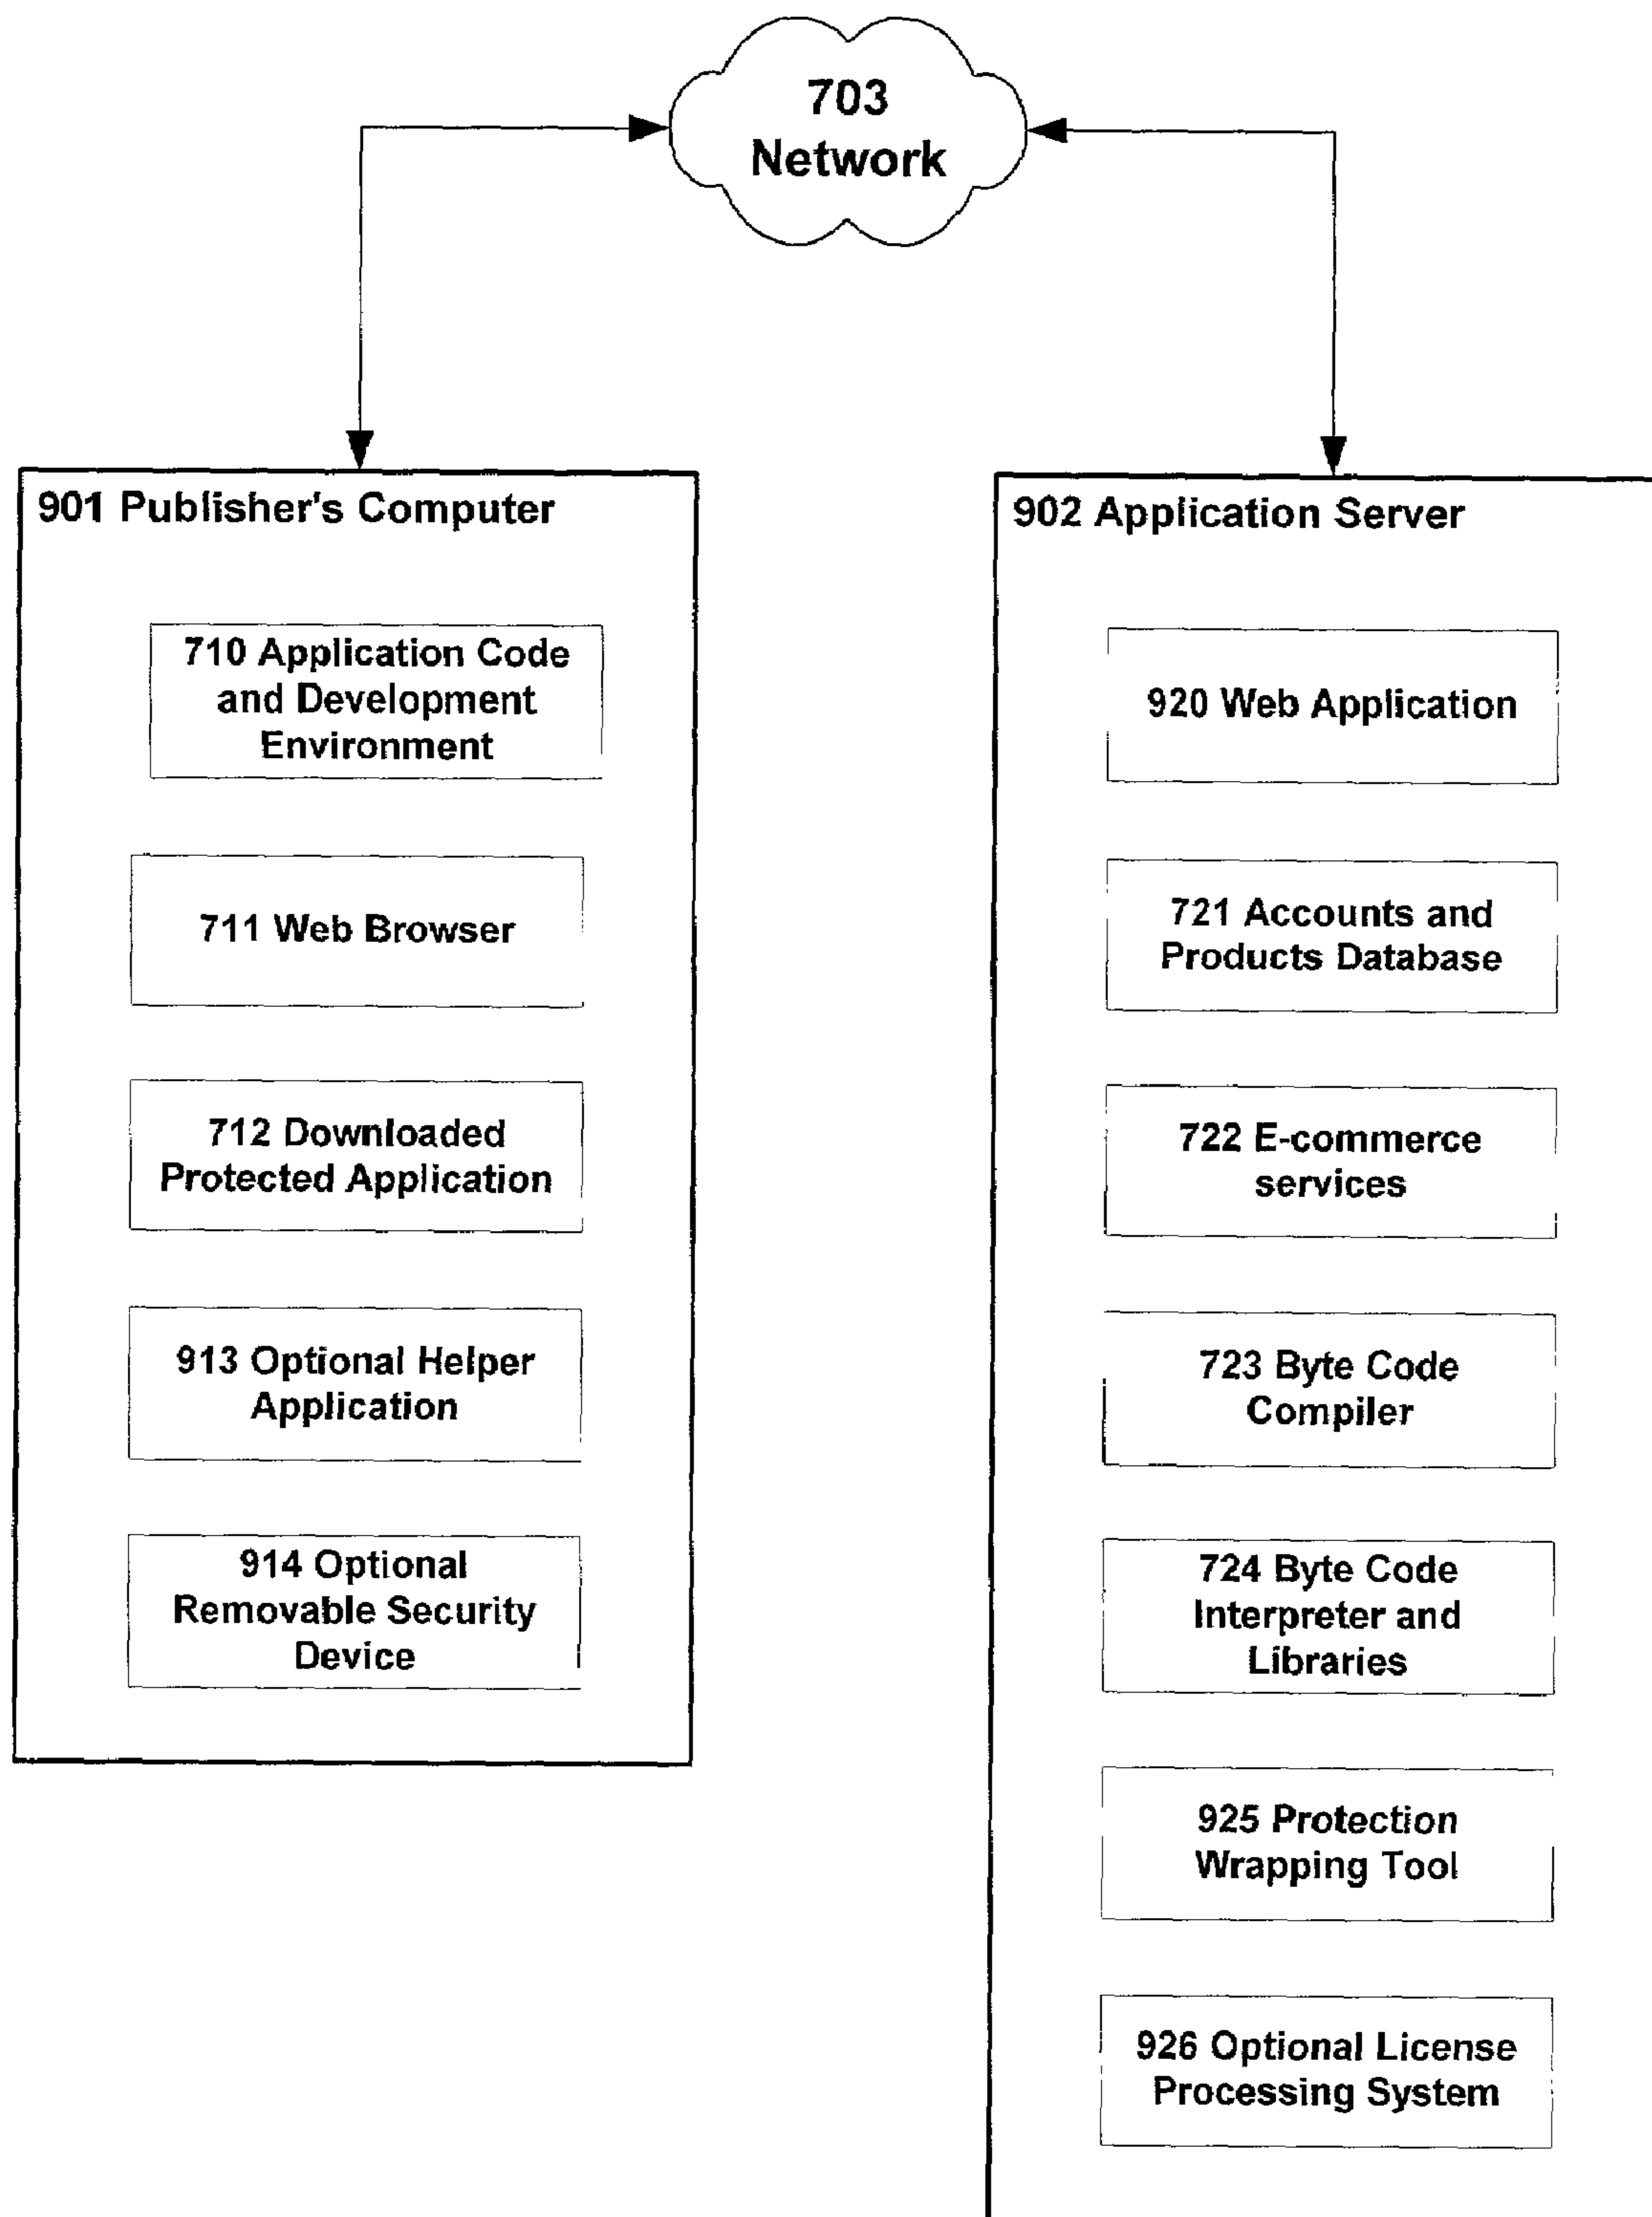 703
Network
901 Publisher's Computer
710 Application Code
and Development
Environment
711 Web Browser
712 Downloaded
Protected Application
913 Optional Helper
Application
914 Optional
Removable Security
Device
902 Application Server
920 Web Application
721 Accounts and
Products Database
722 E-commerce
services
723 Byte Code
Compiler
724 Byte Code
Interpreter and
Libraries
925 Protection
Wrapping Tool
926 Optional License
Processing System